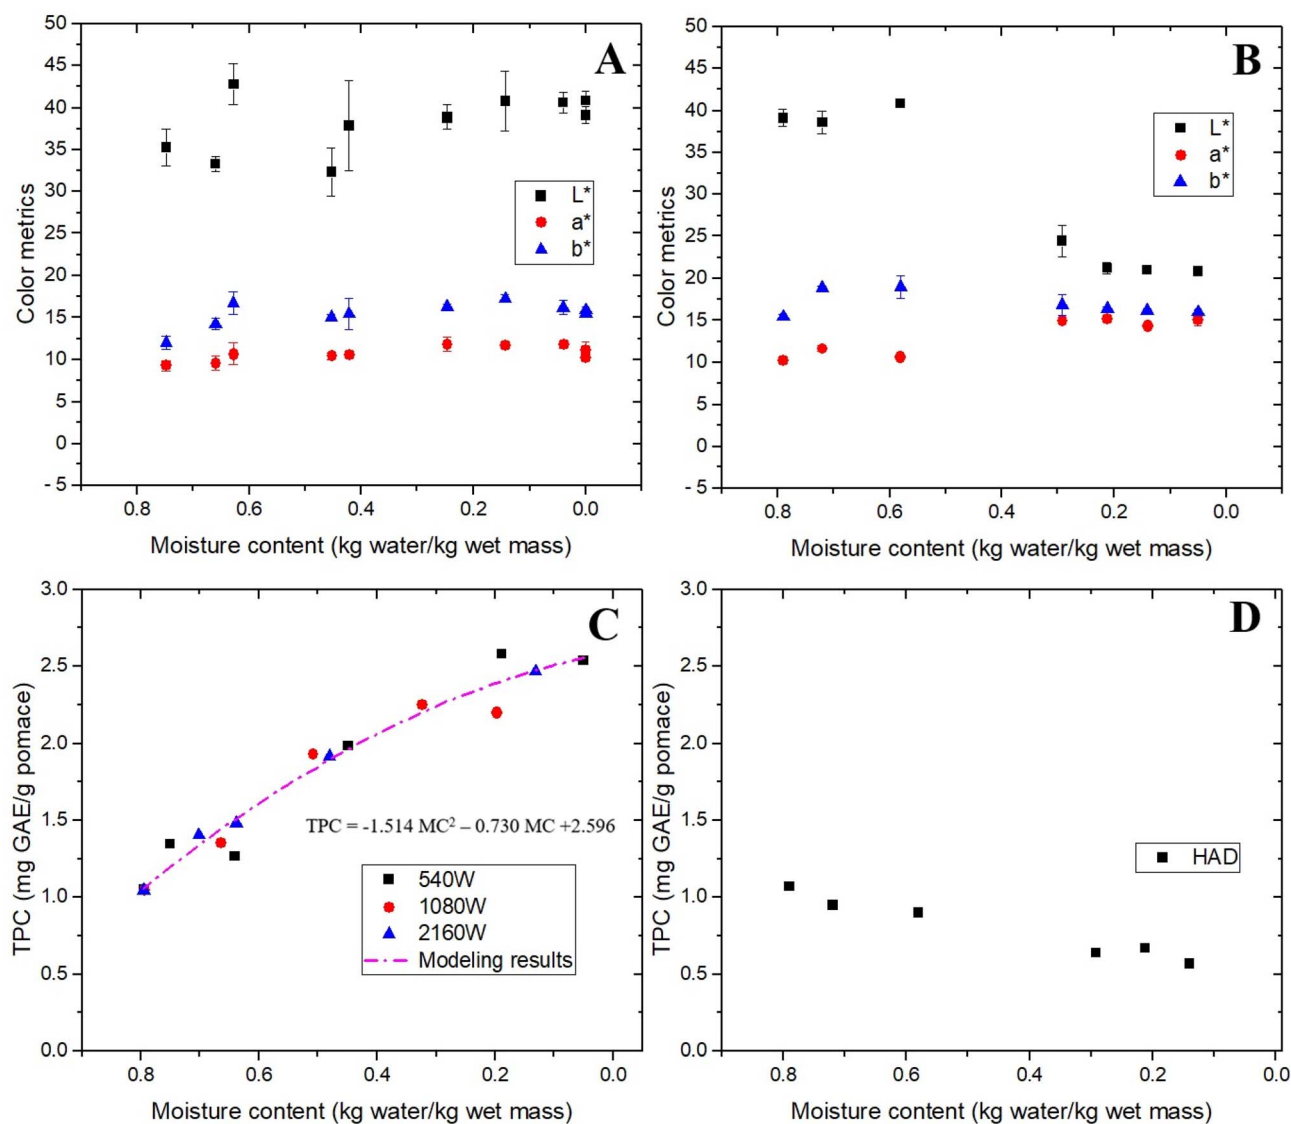 A
50
45
40
35
30
25
20
15
10
5
0
- 5
Color metrics
L*
a*
b*
0.8
0.6
0.4
0.2
0.0
Moisture content (kg water/kg wet mass)
B
50
45
40
35
30
25
20
15
10
5
0
- 5
Color metrics
L*
a*
b*
0.8
0.6
0.4
0.2
0.0
Moisture content (kg water/kg wet mass)
C
3.0
2.5
2.0
1.5
1.0
0.5
0.0
TPC (mg GAE/g pomace)
TPC = -1.514 MC² – 0.730 MC +2.596
540W
1080W
2160W
Modeling results
0.8
0.6
0.4
0.2
0.0
Moisture content (kg water/kg wet mass)
D
3.0
2.5
2.0
1.5
1.0
0.5
0.0
TPC (mg GAE/g pomace)
HAD
0.8
0.6
0.4
0.2
0.0
Moisture content (kg water/kg wet mass)